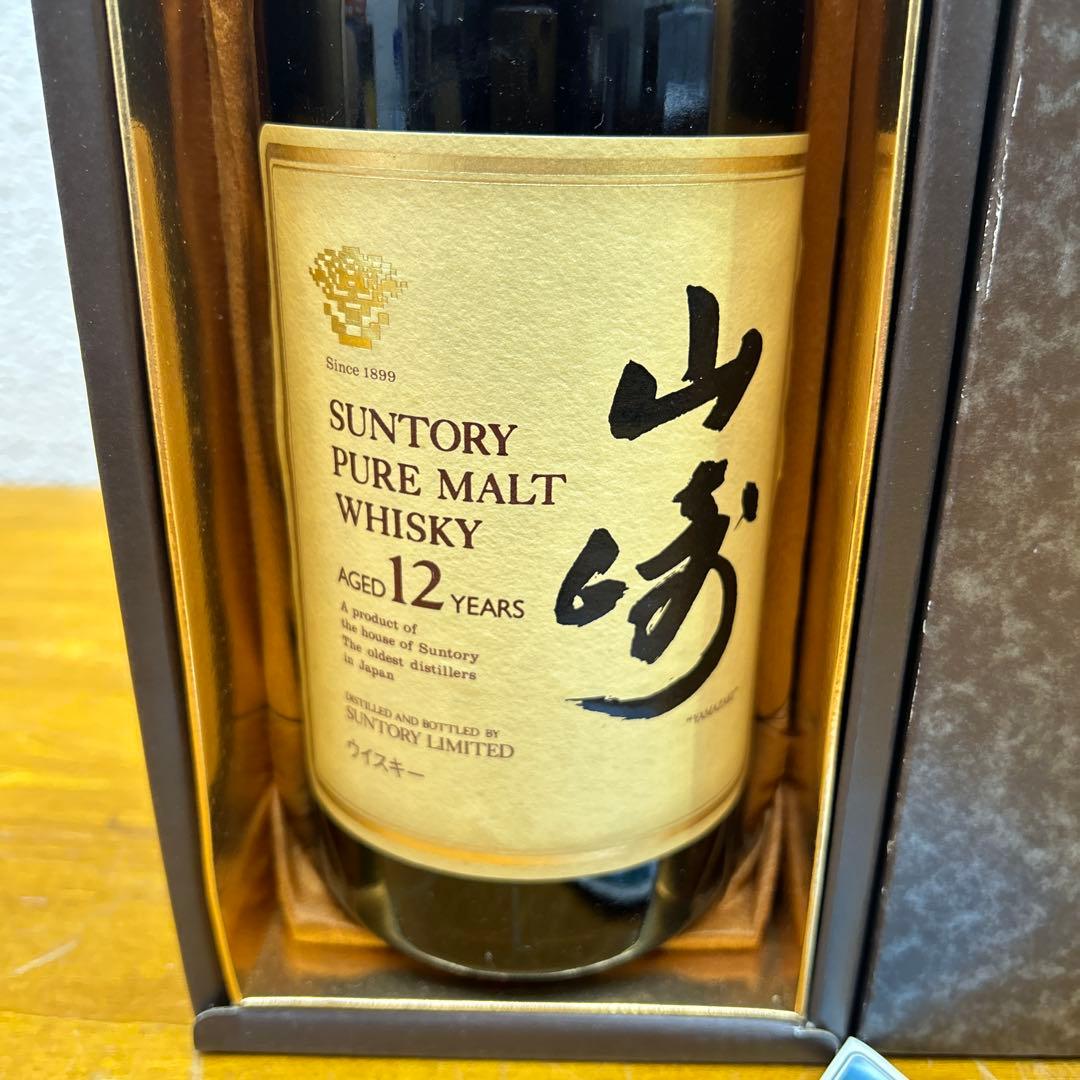 Since 1899
SUNTORY
PURE MALT
WHISKY
AGED 12 YEARS
A product of
the house of Suntory
The oldest distillers
in Japan
DISTILLED AND BOTTLED BY
SUNTORY LIMITED
ウイスキー
山崎
"YAMAZAKI"